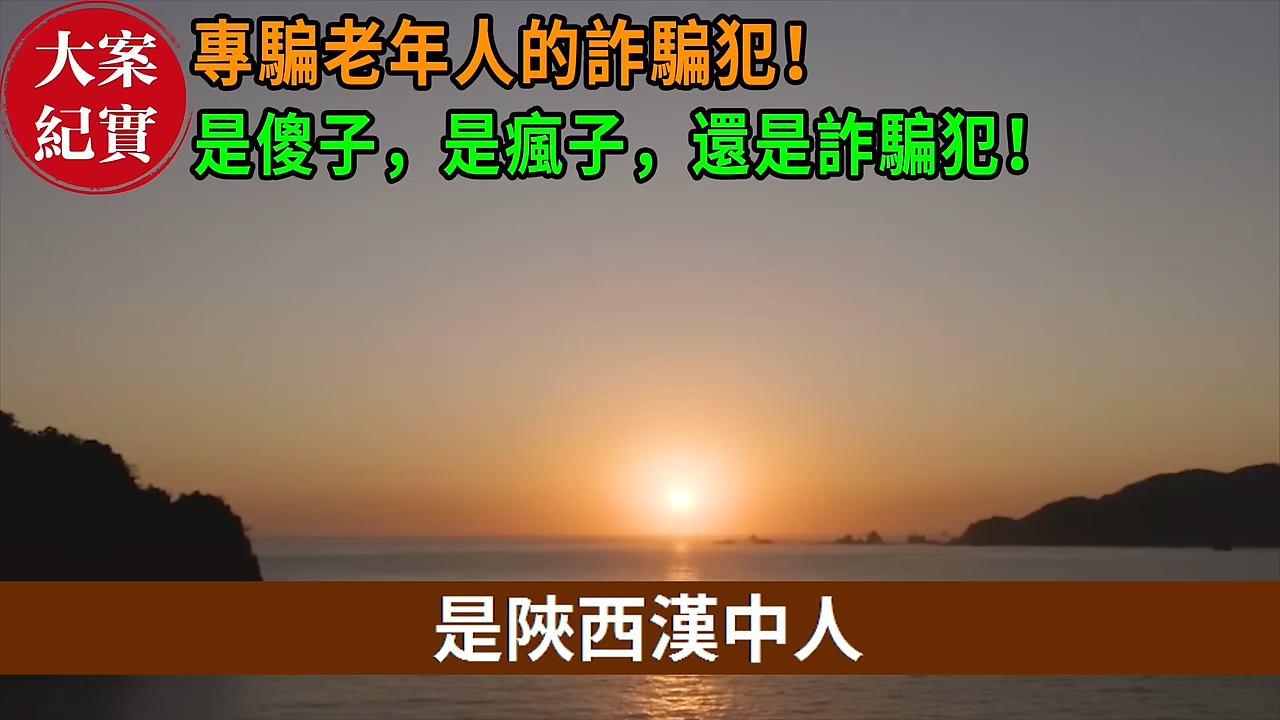 大案
紀實
專騙老年人的詐騙犯！
是傻子，是瘋子，還是詐騙犯！
是陝西漢中人